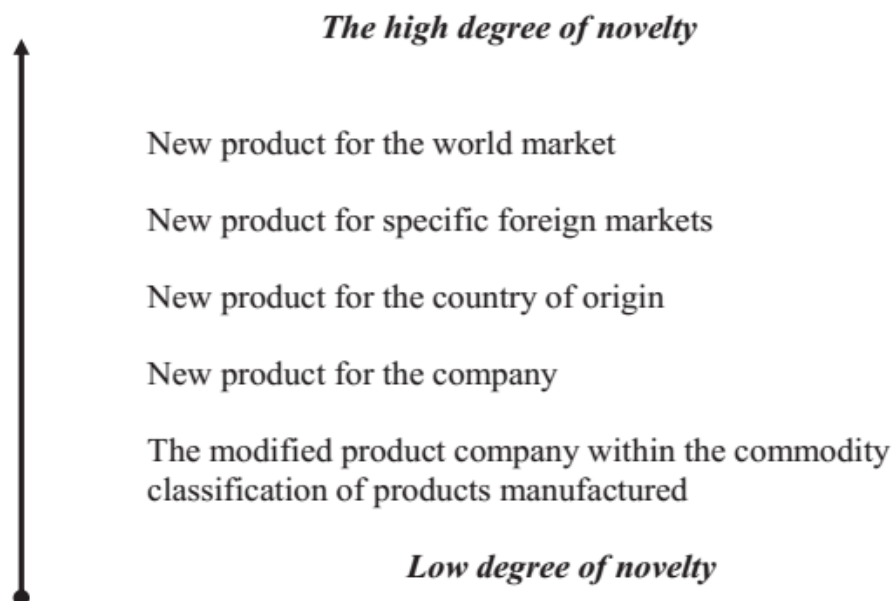 The high degree of novelty
New product for the world market
New product for specific foreign markets
New product for the country of origin
New product for the company
The modified product company within the commodity
classification of products manufactured
Low degree of novelty